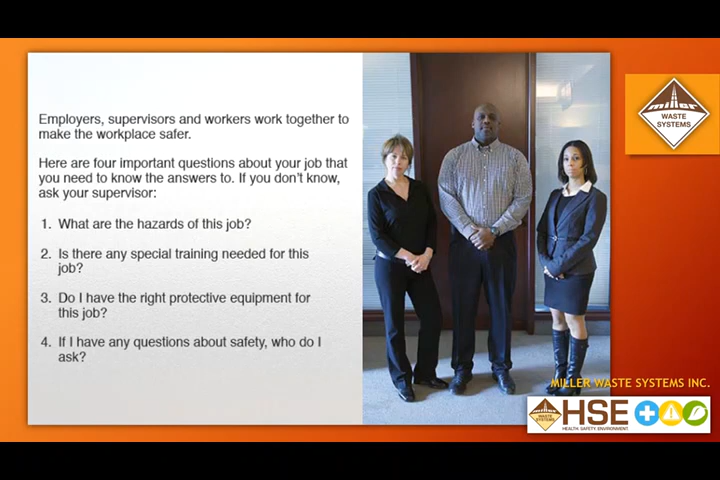 Employers, supervisors and workers work together to
make the workplace safer.
Here are four important questions about your job that
you need to know the answers to. If you don't know,
ask your supervisor:
1. What are the hazards of this job?
2. Is there any special training needed for this
job?
3. Do I have the right protective equipment for
this job?
4. If I have any questions about safety, who do I
ask?
miller
WASTE
SYSTEMS
MILLER WASTE SYSTEMS INC.
miller
WASTE
SYSTEMS
HSE
HEALTH SAFETY ENVIRONMENT